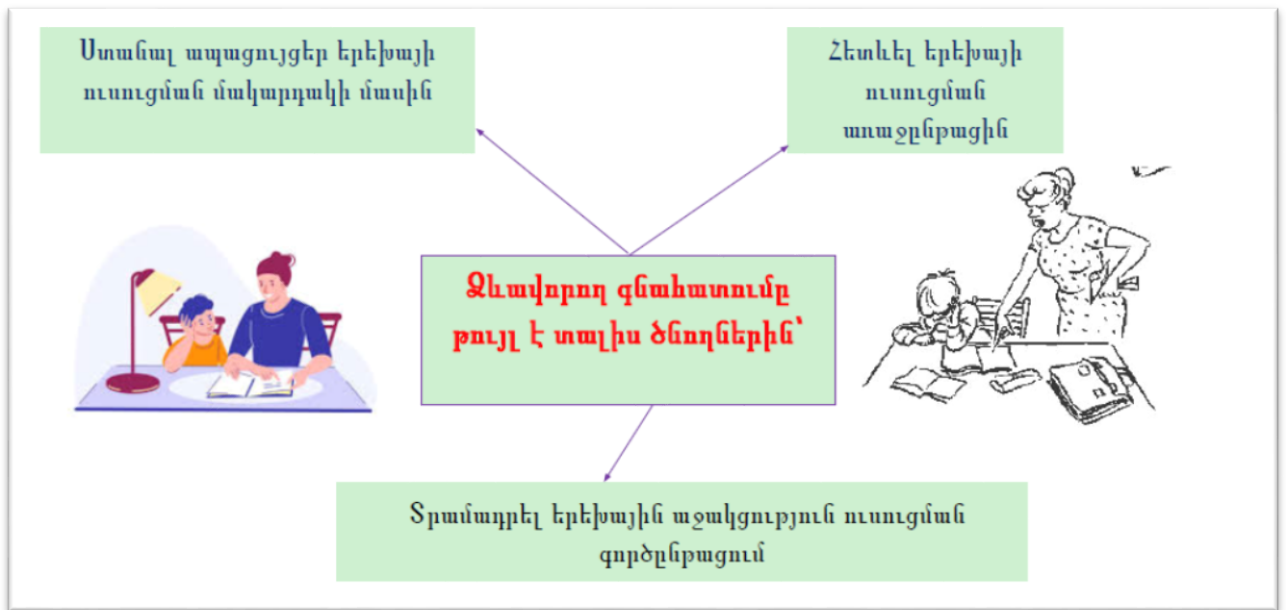 Ստանալ ապացույցեր երեխայի
ուսուցման մակարդակի մասին
Հետևել երեխայի
ուսուցման
առաջընթացին
Ձևավորող գնահատումը
թույլ է տալիս ծնողներին՝
Տրամադրել երեխային աջակցություն ուսուցման
գործընթացում